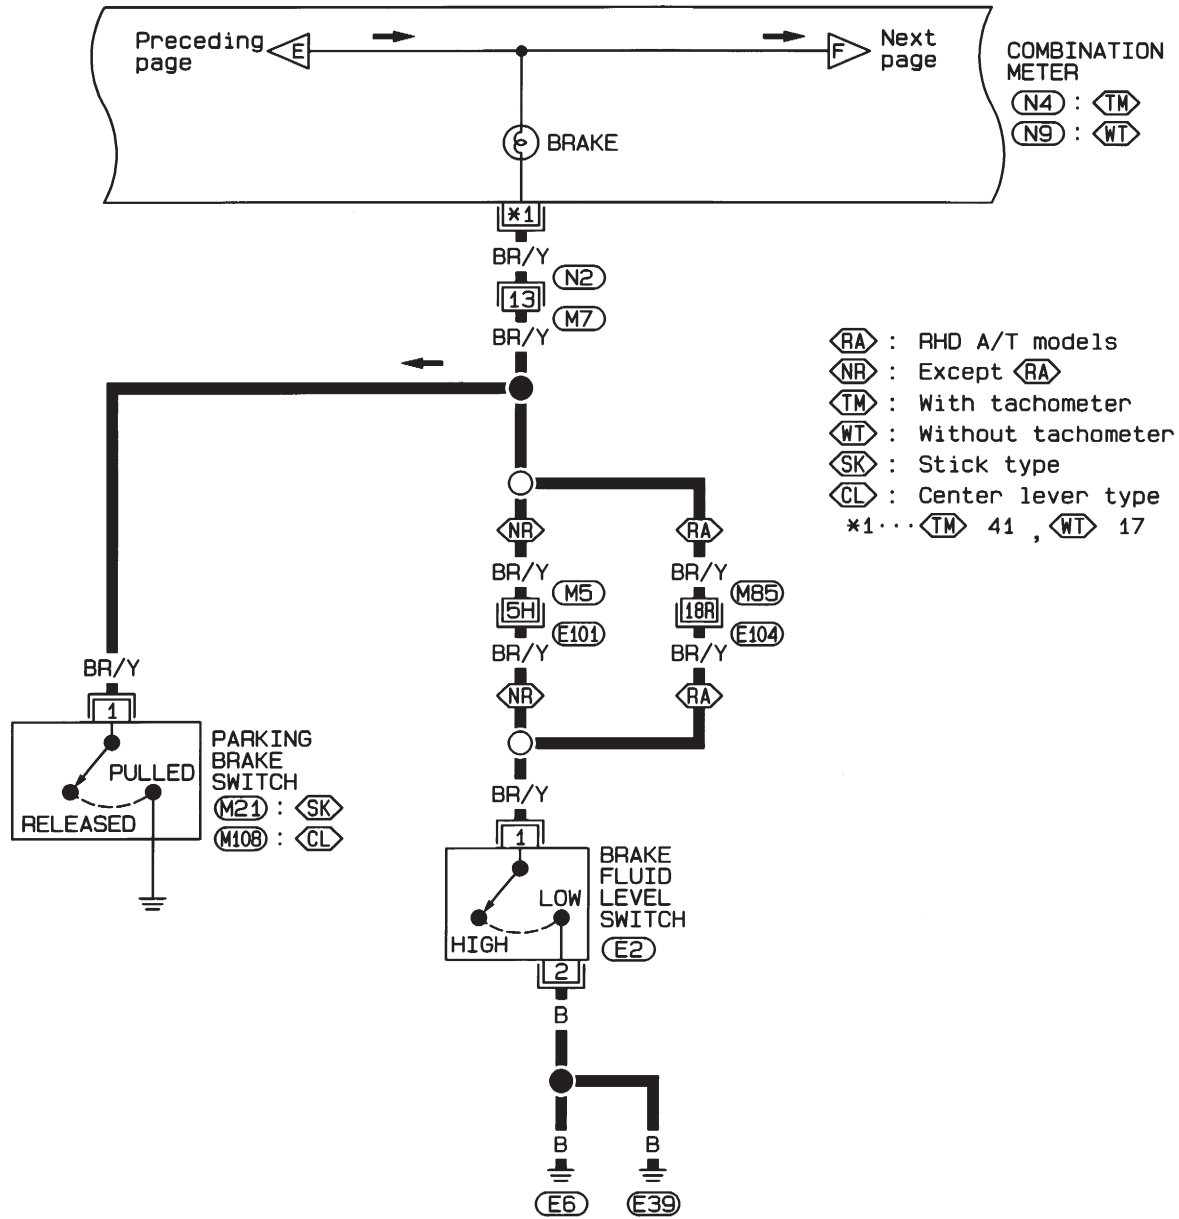 Preceding
page
E
F
Next
page
COMBINATION
METER
N4 : TM
N9 : WT
BRAKE
*1
BR/Y
N2
13
M7
BR/Y
RA : RHD A/T models
NR : Except RA
TM : With tachometer
WT : Without tachometer
SK : Stick type
CL : Center lever type
*1··· TM 41 , WT 17
NR
RA
BR/Y
BR/Y
M5
M85
5H
18R
E101
E104
BR/Y
BR/Y
NR
RA
BR/Y
1
PARKING
BRAKE
SWITCH
M21 : SK
M108 : CL
PULLED
RELEASED
BR/Y
1
BRAKE
FLUID
LEVEL
SWITCH
E2
LOW
HIGH
2
B
B
B
E6
E39